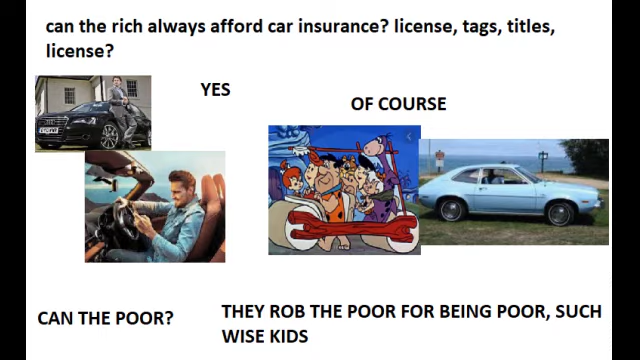 can the rich always afford car insurance? license, tags, titles,
license?
YES
OF COURSE
CAN THE POOR?
THEY ROB THE POOR FOR BEING POOR, SUCH
WISE KIDS